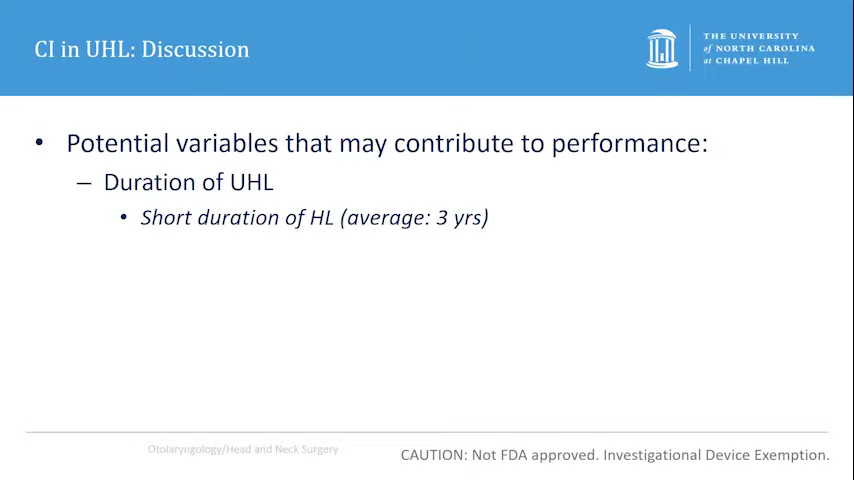 CI in UHL: Discussion
THE UNIVERSITY
of NORTH CAROLINA
at CHAPEL HILL
• Potential variables that may contribute to performance:
– Duration of UHL
• Short duration of HL (average: 3 yrs)
Otolaryngology/Head and Neck Surgery
CAUTION: Not FDA approved. Investigational Device Exemption.